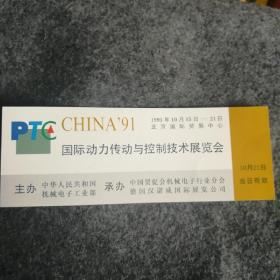 PTC CHINA'91
1991年10月15日—21日
北京国际贸展中心
国际动力传动与控制技术展览会
主办 中华人民共和国
机械电子工业部
承办 中国贸促会机械电子行业分会
德国汉诺威国际展览公司
10月21日
当日有效